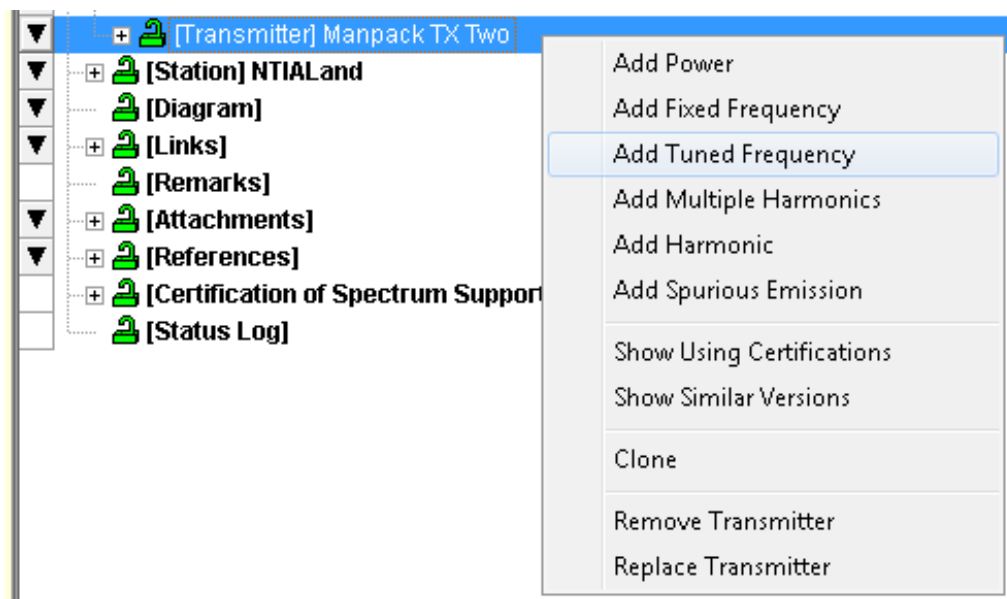 [Transmitter] Manpack TX Two
[Station] NTIALand
[Diagram]
[Links]
[Remarks]
[Attachments]
[References]
[Certification of Spectrum Support
[Status Log]
Add Power
Add Fixed Frequency
Add Tuned Frequency
Add Multiple Harmonics
Add Harmonic
Add Spurious Emission
Show Using Certifications
Show Similar Versions
Clone
Remove Transmitter
Replace Transmitter